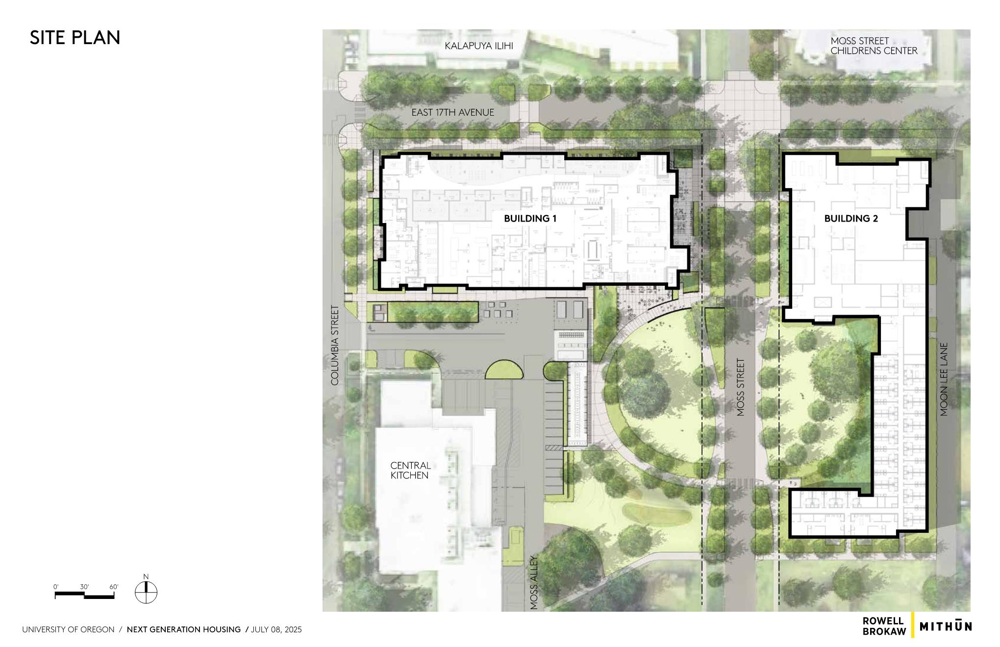 SITE PLAN
KALAPUYA ILIHI
MOSS STREET
CHILDRENS CENTER
EAST 17TH AVENUE
BUILDING 1
BUILDING 2
COLUMBIA STREET
MOSS STREET
MOON LEE LANE
CENTRAL
KITCHEN
MOSS ALLEY
N
0' 30' 60'
UNIVERSITY OF OREGON / NEXT GENERATION HOUSING / JULY 08, 2025
ROWELL
BROKAW
MITHŪN